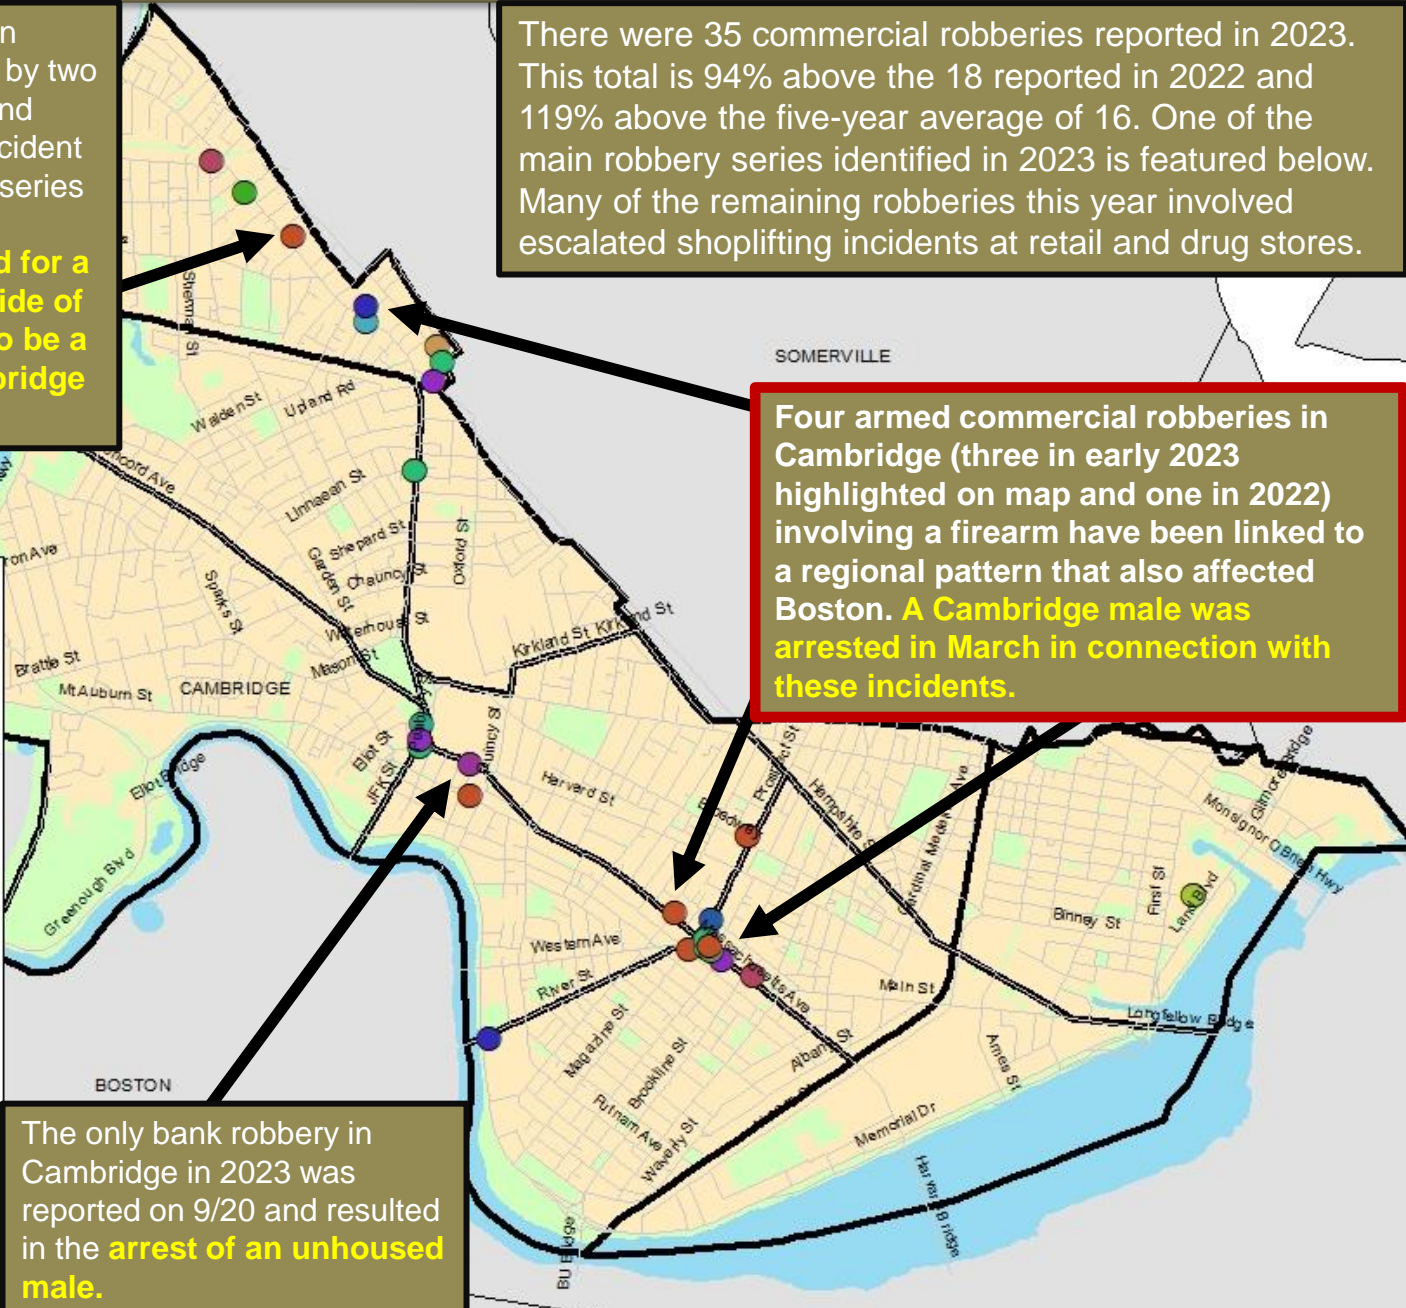 n
by two
nd
cident
series
d for a
ide of
o be a
bridge
There were 35 commercial robberies reported in 2023.
This total is 94% above the 18 reported in 2022 and
119% above the five-year average of 16. One of the
main robbery series identified in 2023 is featured below.
Many of the remaining robberies this year involved
escalated shoplifting incidents at retail and drug stores.
SOMERVILLE
Four armed commercial robberies in
Cambridge (three in early 2023
highlighted on map and one in 2022)
involving a firearm have been linked to
a regional pattern that also affected
Boston. A Cambridge male was
arrested in March in connection with
these incidents.
Sherman St
Walden St
Upland Rd
Concord Ave
Linnaean St
Shepard St
Garden St
Chauncy St
Oxford St
Sparks St
Waterhouse St
Mason St
Kirkland St
Kirkland St
Brattle St
Mt Auburn St
CAMBRIDGE
Eliot St
JFK St
Quincy St
Eliot Bridge
Greenough Blvd
Harvard St
Broadway
Prospect St
Hampshire St
Cardinal Medeiros Ave
Gilmore Bridge
Monsignor O'Brien Hwy
First St
Land Blvd
Binney St
Western Ave
River St
Massachusetts Ave
Main St
Longfellow Bridge
Magazine St
Brookline St
Albany St
Ames St
Putnam Ave
Waverly St
Memorial Dr
Harvard Bridge
BU Bridge
BOSTON
The only bank robbery in
Cambridge in 2023 was
reported on 9/20 and resulted
in the arrest of an unhoused
male.